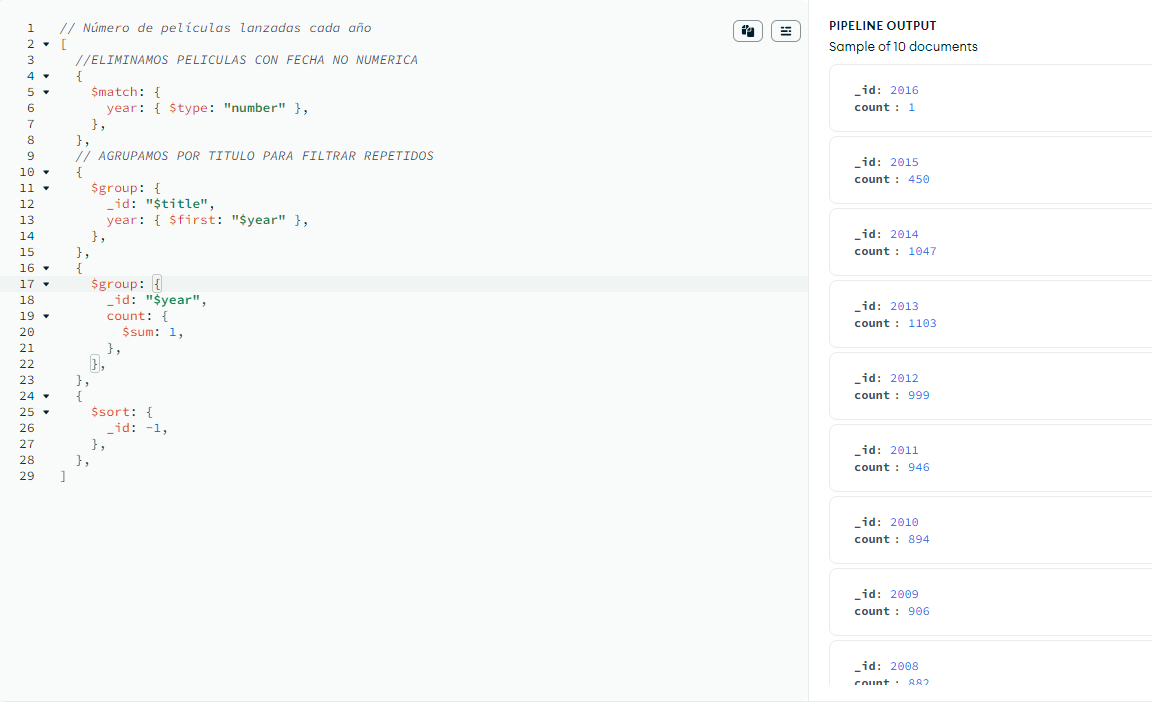 1 // Número de películas lanzadas cada año
2 [
3 //ELIMINAMOS PELICULAS CON FECHA NO NUMERICA
4 {
5 $match: {
6 year: { $type: "number" },
7 },
8 },
9 // AGRUPAMOS POR TITULO PARA FILTRAR REPETIDOS
10 {
11 $group: {
12 _id: "$title",
13 year: { $first: "$year" },
14 },
15 },
16 {
17 $group: {
18 _id: "$year",
19 count: {
20 $sum: 1,
21 },
22 },
23 },
24 {
25 $sort: {
26 _id: -1,
27 },
28 },
29 ]
PIPELINE OUTPUT
Sample of 10 documents
_id: 2016
count : 1
_id: 2015
count : 450
_id: 2014
count : 1047
_id: 2013
count : 1103
_id: 2012
count : 999
_id: 2011
count : 946
_id: 2010
count : 894
_id: 2009
count : 906
_id: 2008
count : 882